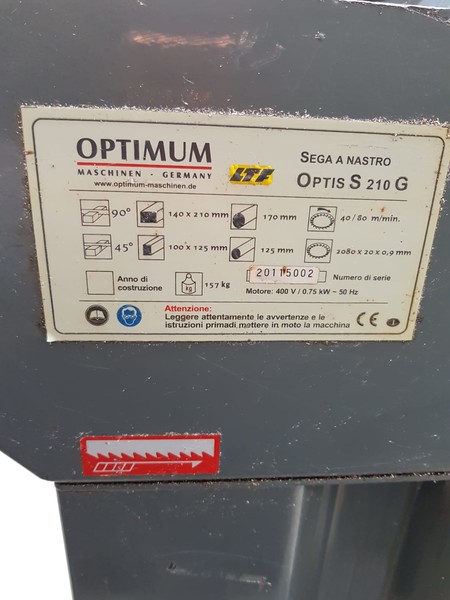 OPTIMUM
MASCHINEN - GERMANY
www.optimum-maschinen.de
LTF
SEGA A NASTRO
OPTIS S 210 G
90° 140 x 210 mm 170 mm 40 / 80 m/min.
45° 100 x 125 mm 125 mm 2080 x 20 x 0,9 mm
Anno di costruzione
kg
157 kg
20115002
Numero di serie
Motore: 400 V / 0.75 kW – 50 Hz
Attenzione:
Leggere attentamente le avvertenze e le
istruzioni primadi mettere in moto la macchina
CE